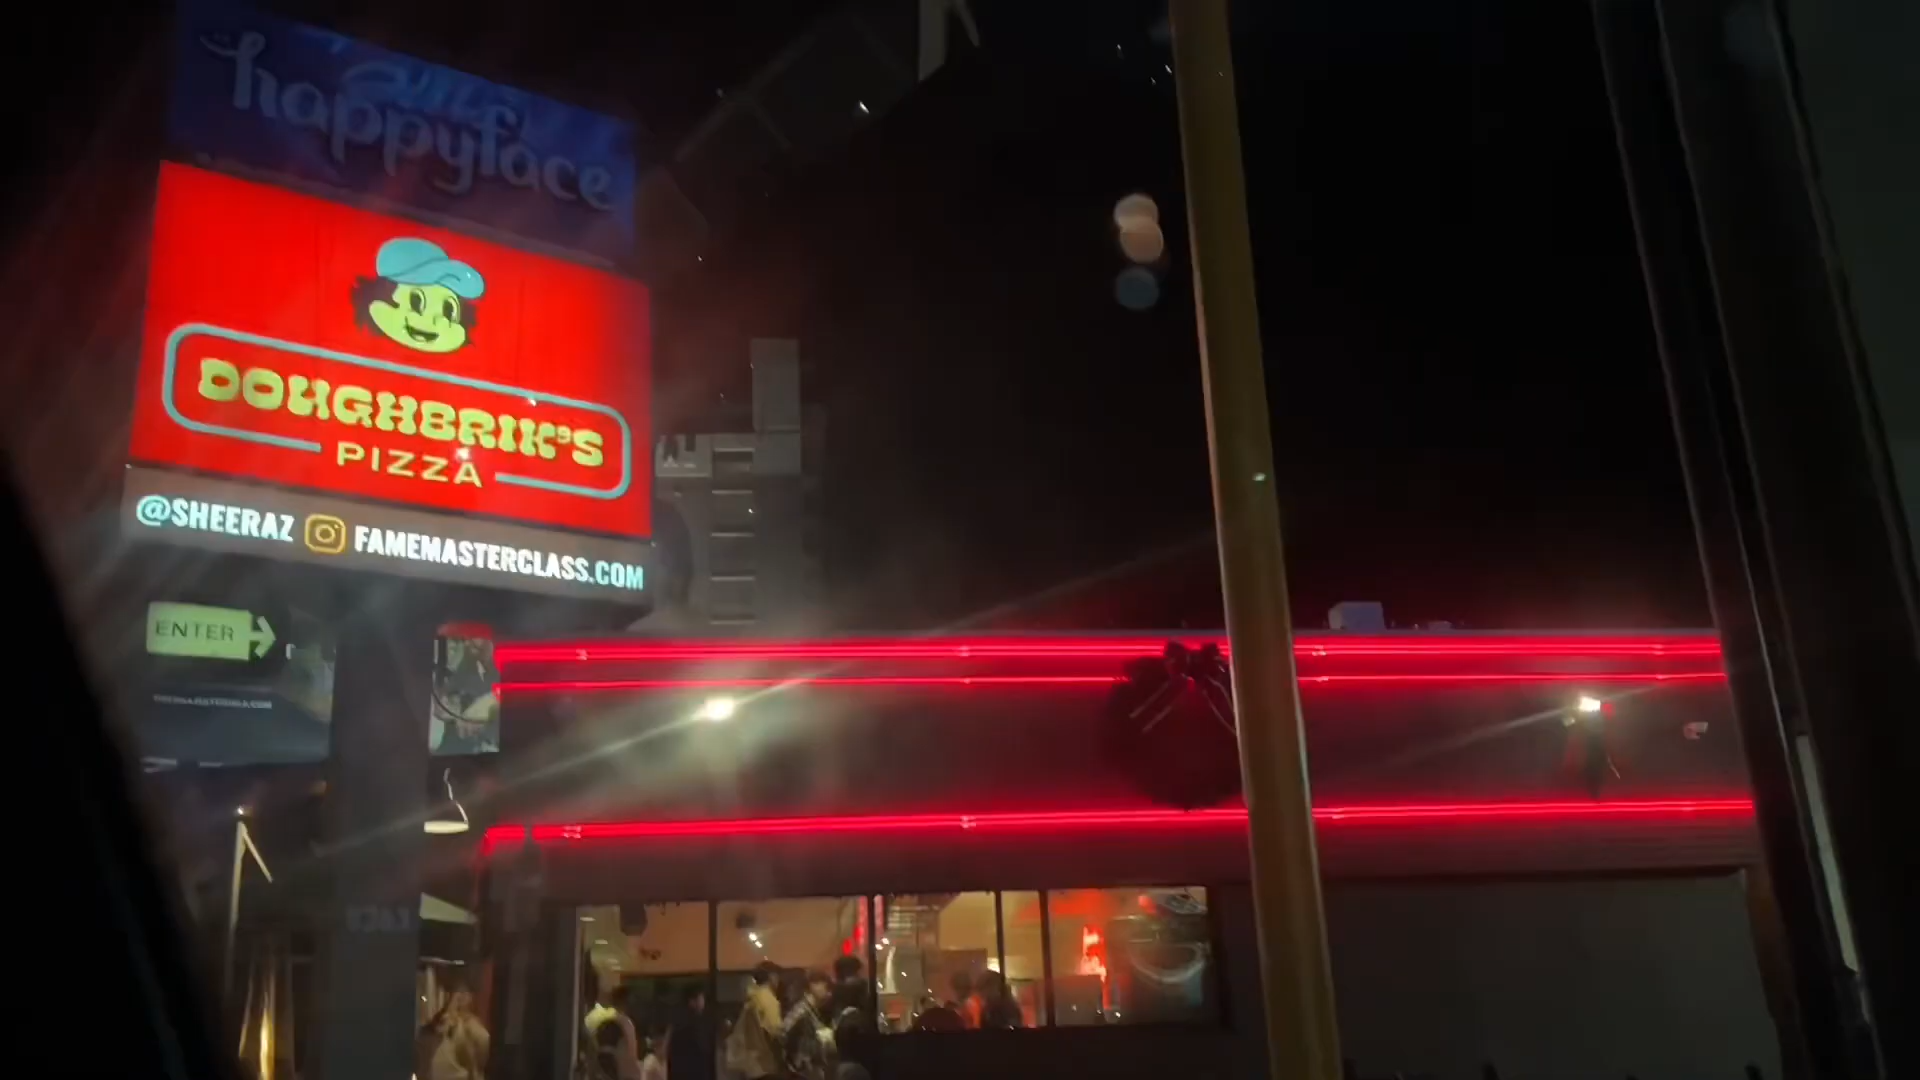 happyface
DOUGHBRIK'S
PIZZA
@SHEERAZ FAMEMASTERCLASS.COM
ENTER